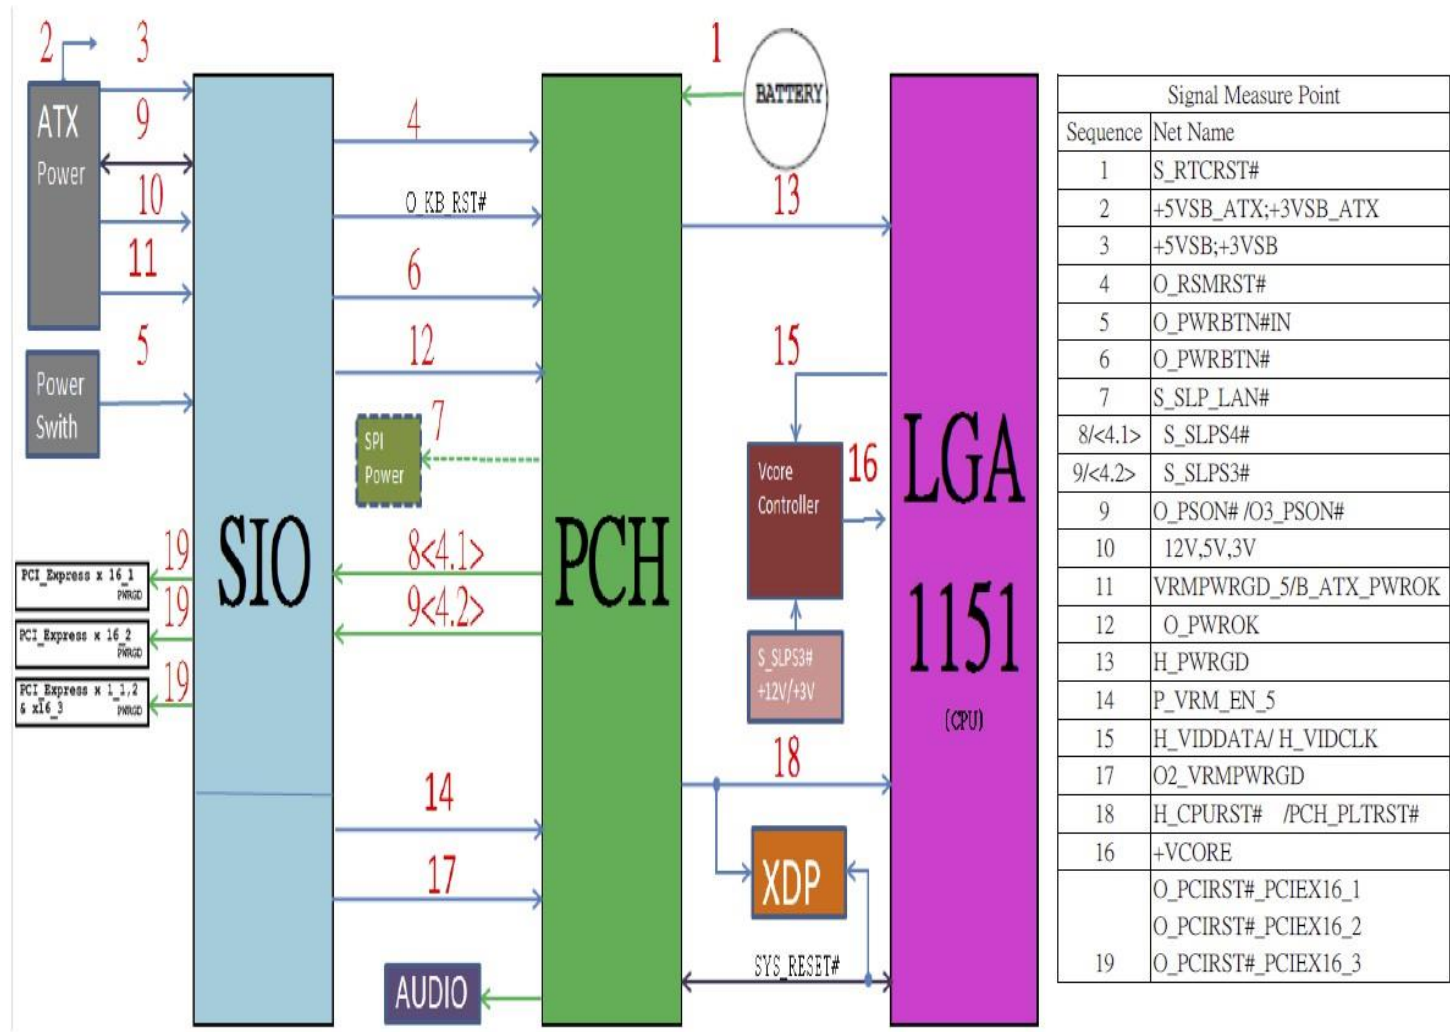 2
3
1
BATTERY
ATX
Power
9
4
10
O_KB_RST#
13
11
6
5
12
15
Power
Swith
7
SPI
Power
16
Vcore
Controller
LGA
1151
(CPU)
SIO
PCH
8<4.1>
9<4.2>
19
PCI_Express x 16_1
PWRGD
19
PCI_Express x 16_2
PWRGD
19
PCI_Express x 1_1,2
& x16_3 PWRGD
S_SLPS3#
+12V/+3V
18
14
17
XDP
SYS_RESET#
AUDIO
Signal Measure Point
Sequence Net Name
1 S_RTCRST#
2 +5VSB_ATX;+3VSB_ATX
3 +5VSB;+3VSB
4 O_RSMRST#
5 O_PWRBTN#IN
6 O_PWRBTN#
7 S_SLP_LAN#
8/<4.1> S_SLPS4#
9/<4.2> S_SLPS3#
9 O_PSON# /O3_PSON#
10 12V,5V,3V
11 VRMPWRGD_5/B_ATX_PWROK
12 O_PWROK
13 H_PWRGD
14 P_VRM_EN_5
15 H_VIDDATA/ H_VIDCLK
17 O2_VRMPWRGD
18 H_CPURST# /PCH_PLTRST#
16 +VCORE
O_PCIRST#_PCIEX16_1
O_PCIRST#_PCIEX16_2
19 O_PCIRST#_PCIEX16_3